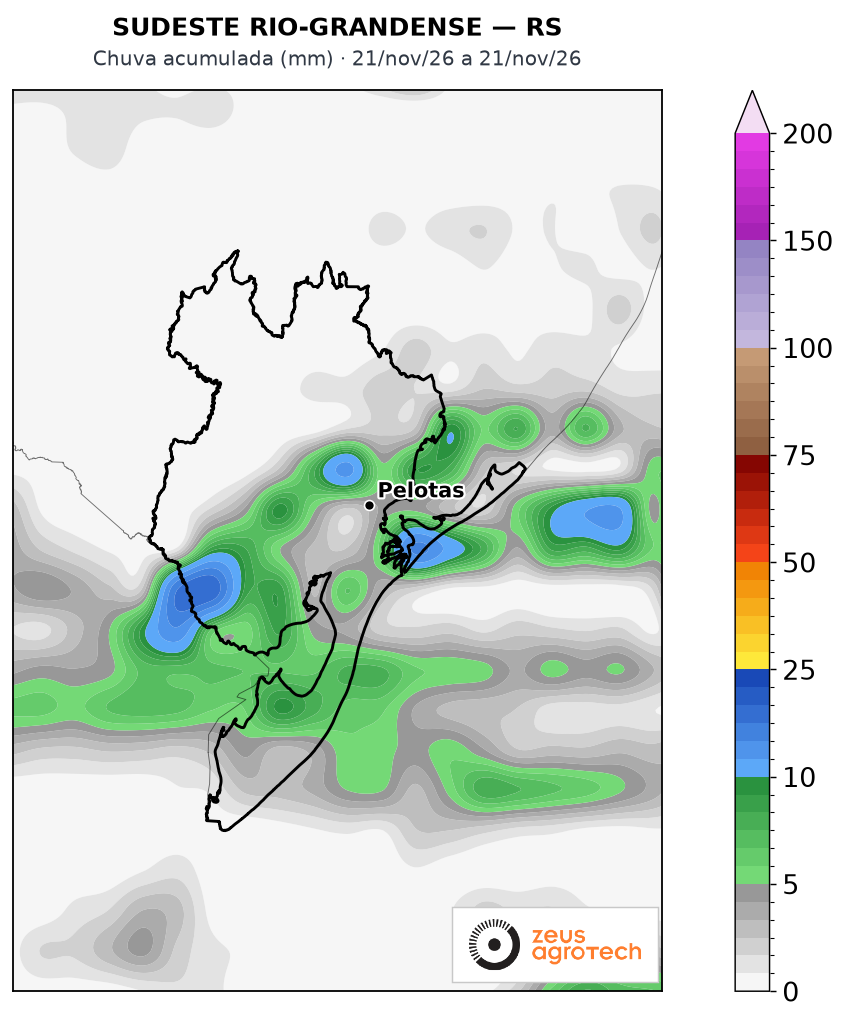 SUDESTE RIO-GRANDENSE — RS
Chuva acumulada (mm) · 21/nov/26 a 21/nov/26
200
150
100
75
50
25
10
5
0
Pelotas
zeus
agrotech